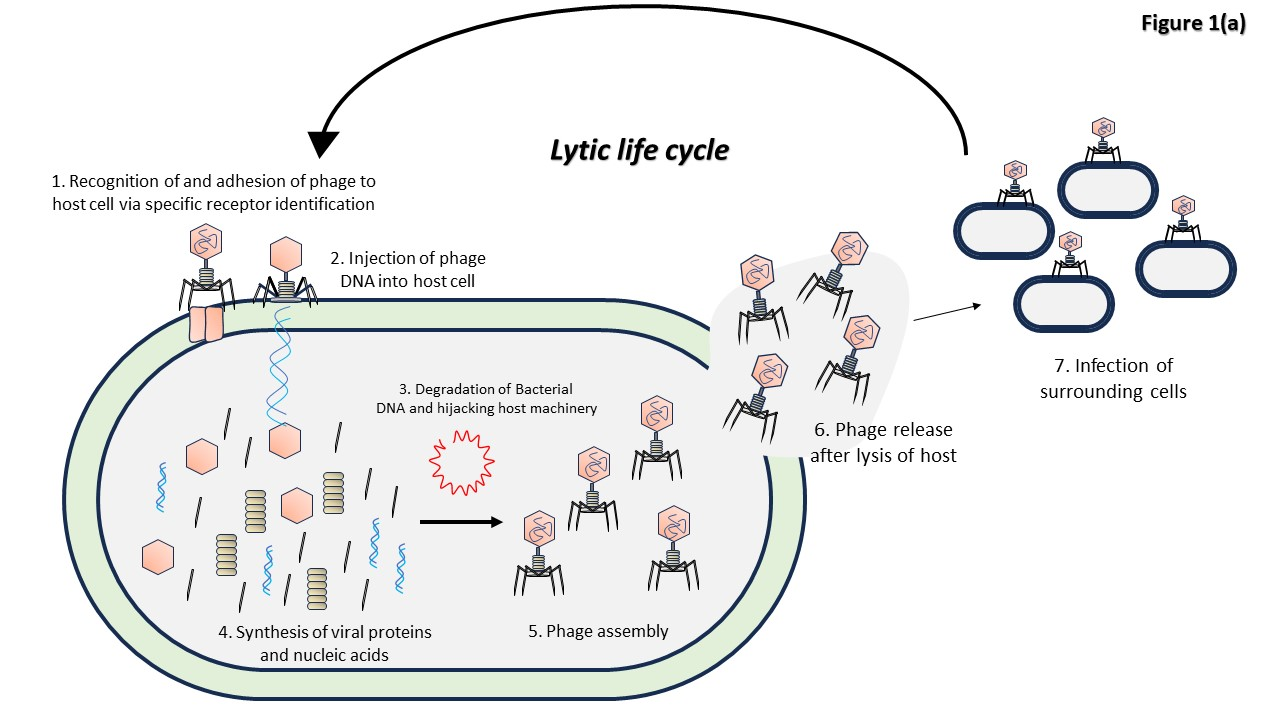 Figure 1(a)
Lytic life cycle
1. Recognition of and adhesion of phage to
host cell via specific receptor identification
2. Injection of phage
DNA into host cell
3. Degradation of Bacterial
DNA and hijacking host machinery
4. Synthesis of viral proteins
and nucleic acids
5. Phage assembly
6. Phage release
after lysis of host
7. Infection of
surrounding cells